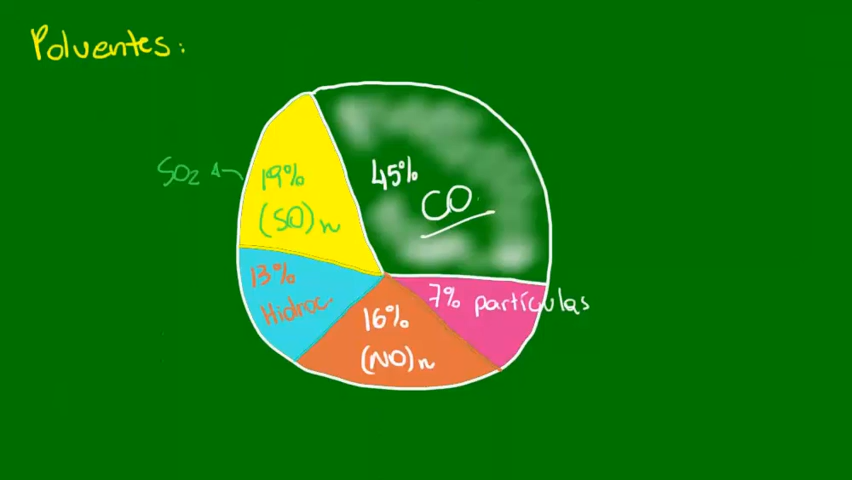 Poluentes:
SO2
19%
(SO)n
45%
CO
13%
Hidroc.
16%
(NO)n
7% partículas